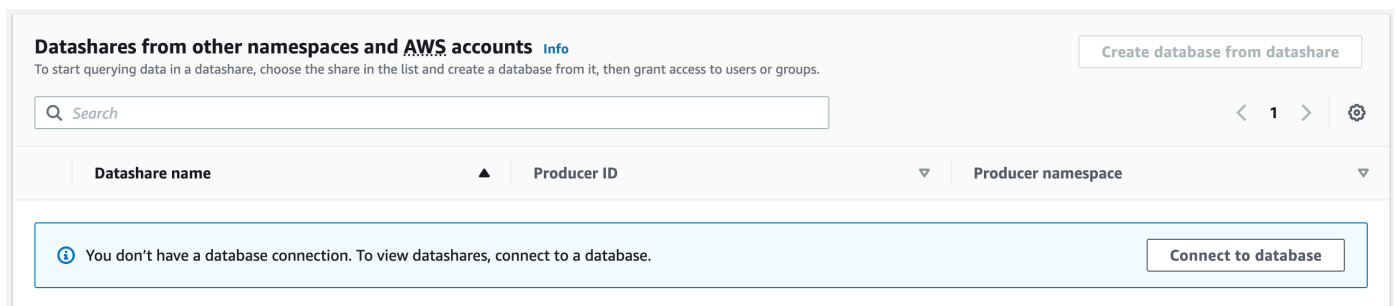 Datashares from other namespaces and AWS accounts Info
Create database from datashare
To start querying data in a datashare, choose the share in the list and create a database from it, then grant access to users or groups.
Search
1
Datashare name
Producer ID
Producer namespace
You don’t have a database connection. To view datashares, connect to a database.
Connect to database